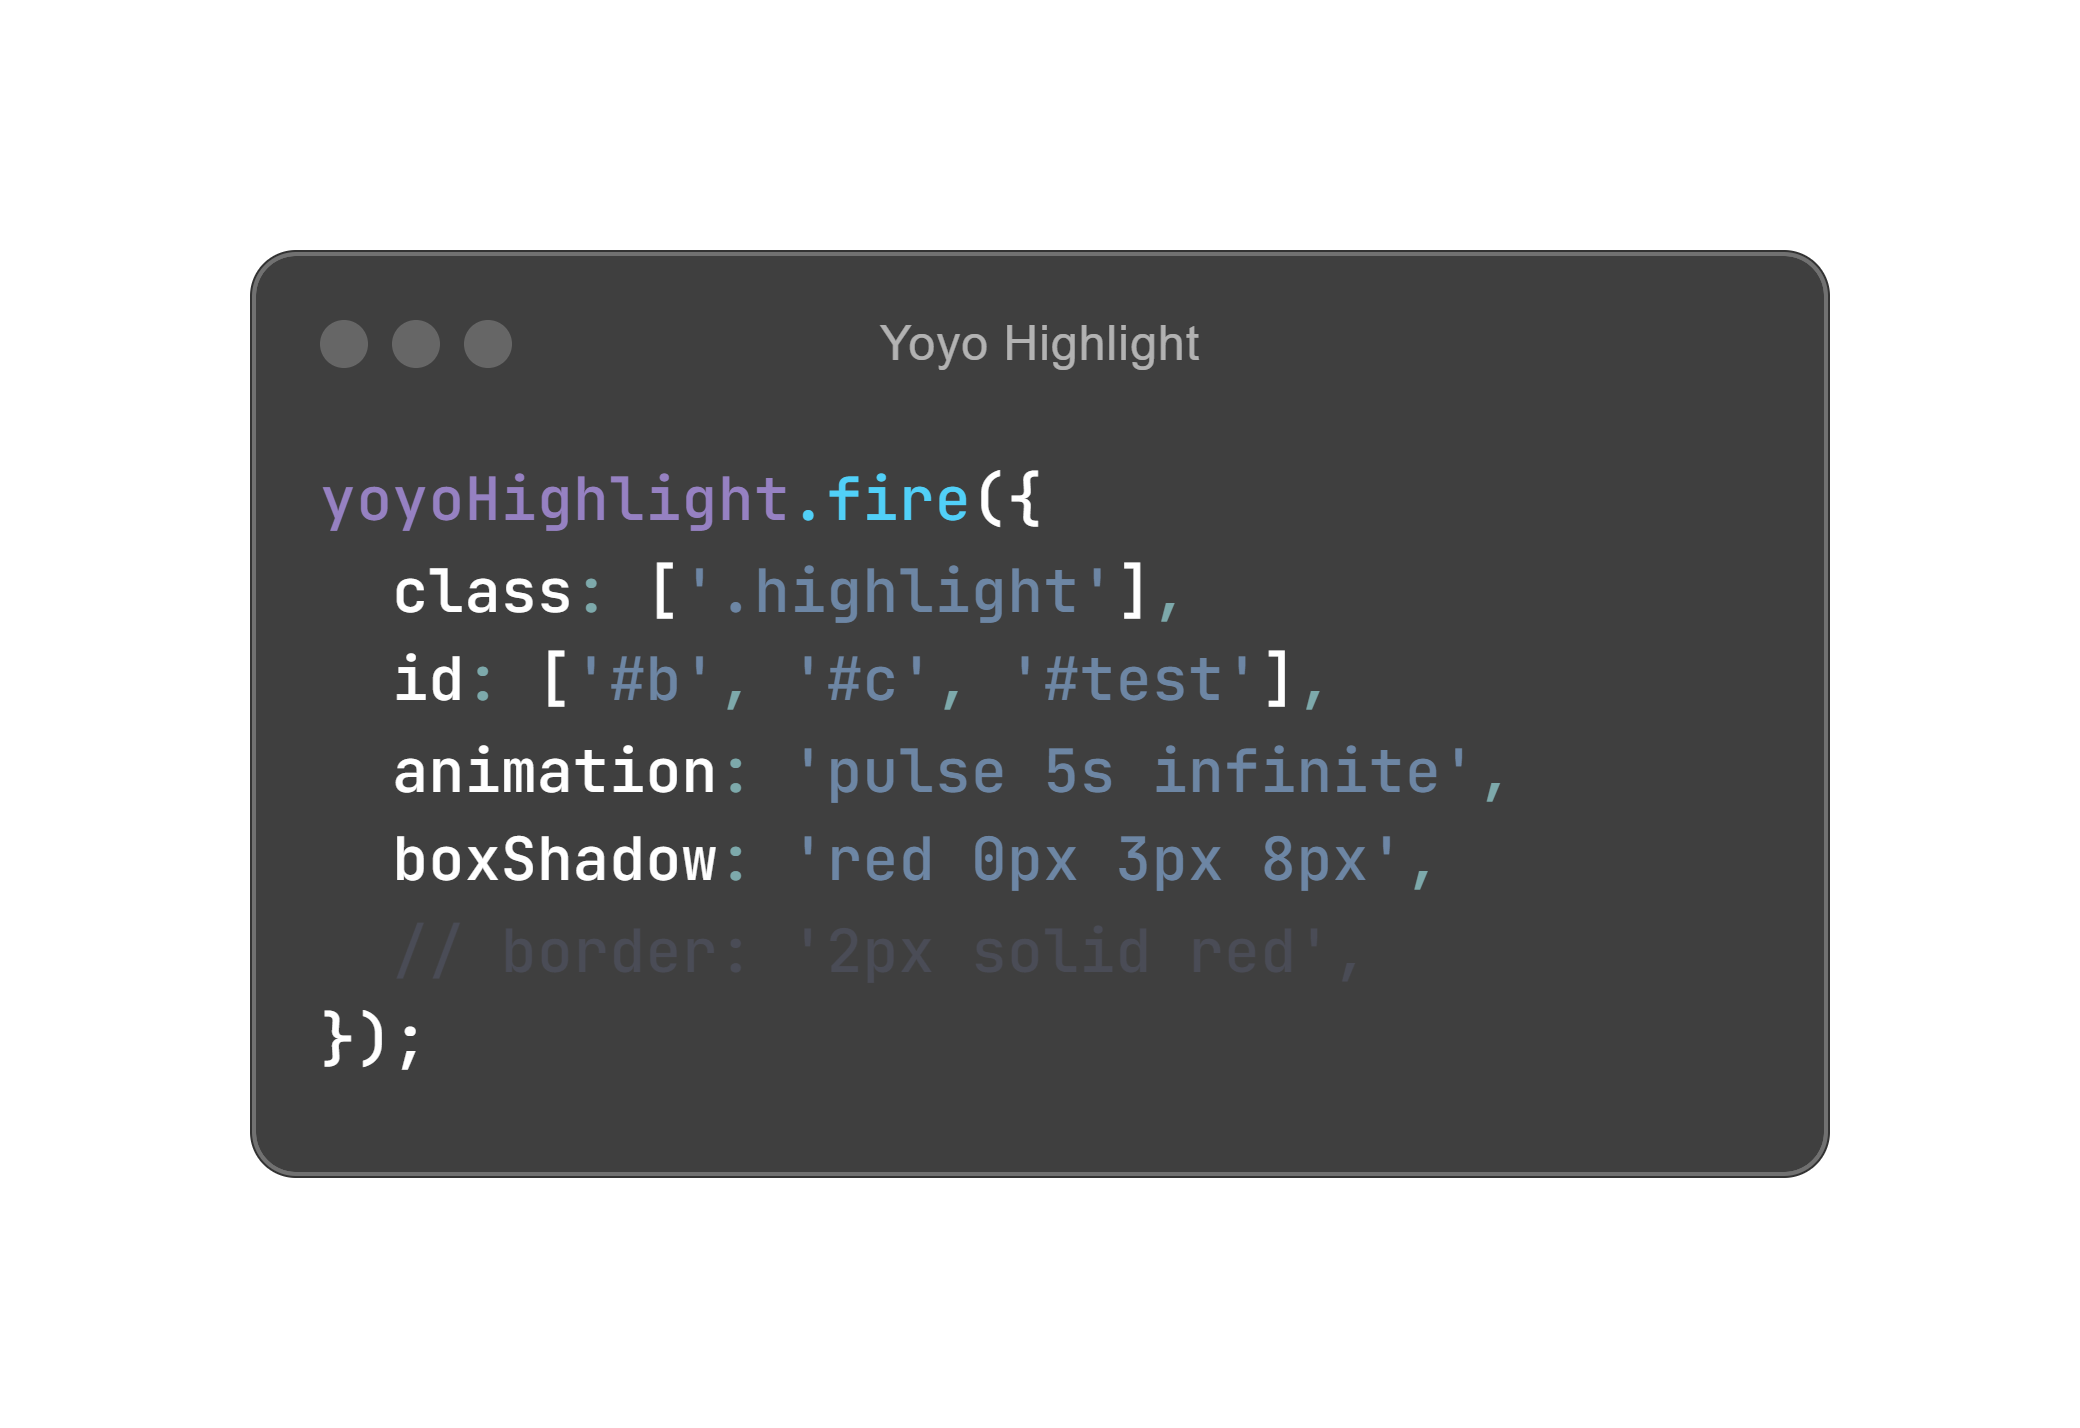 Yoyo Highlight
yoyoHighlight.fire({
  class: ['.highlight'],
  id: ['#b', '#c', '#test'],
  animation: 'pulse 5s infinite',
  boxShadow: 'red 0px 3px 8px',
  // border: '2px solid red',
});